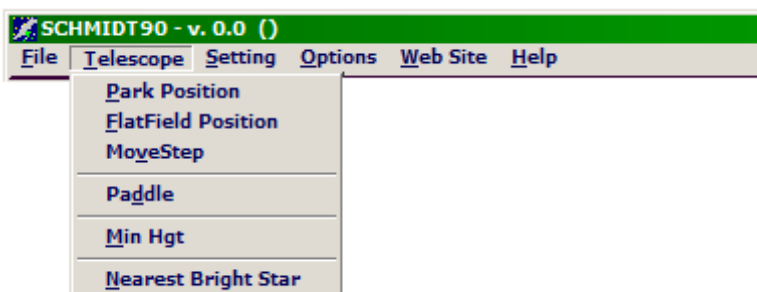 SCHMIDT90 - v. 0.0 ()
File Telescope Setting Options Web Site Help
Park Position
FlatField Position
MoveStep
Paddle
Min Hgt
Nearest Bright Star